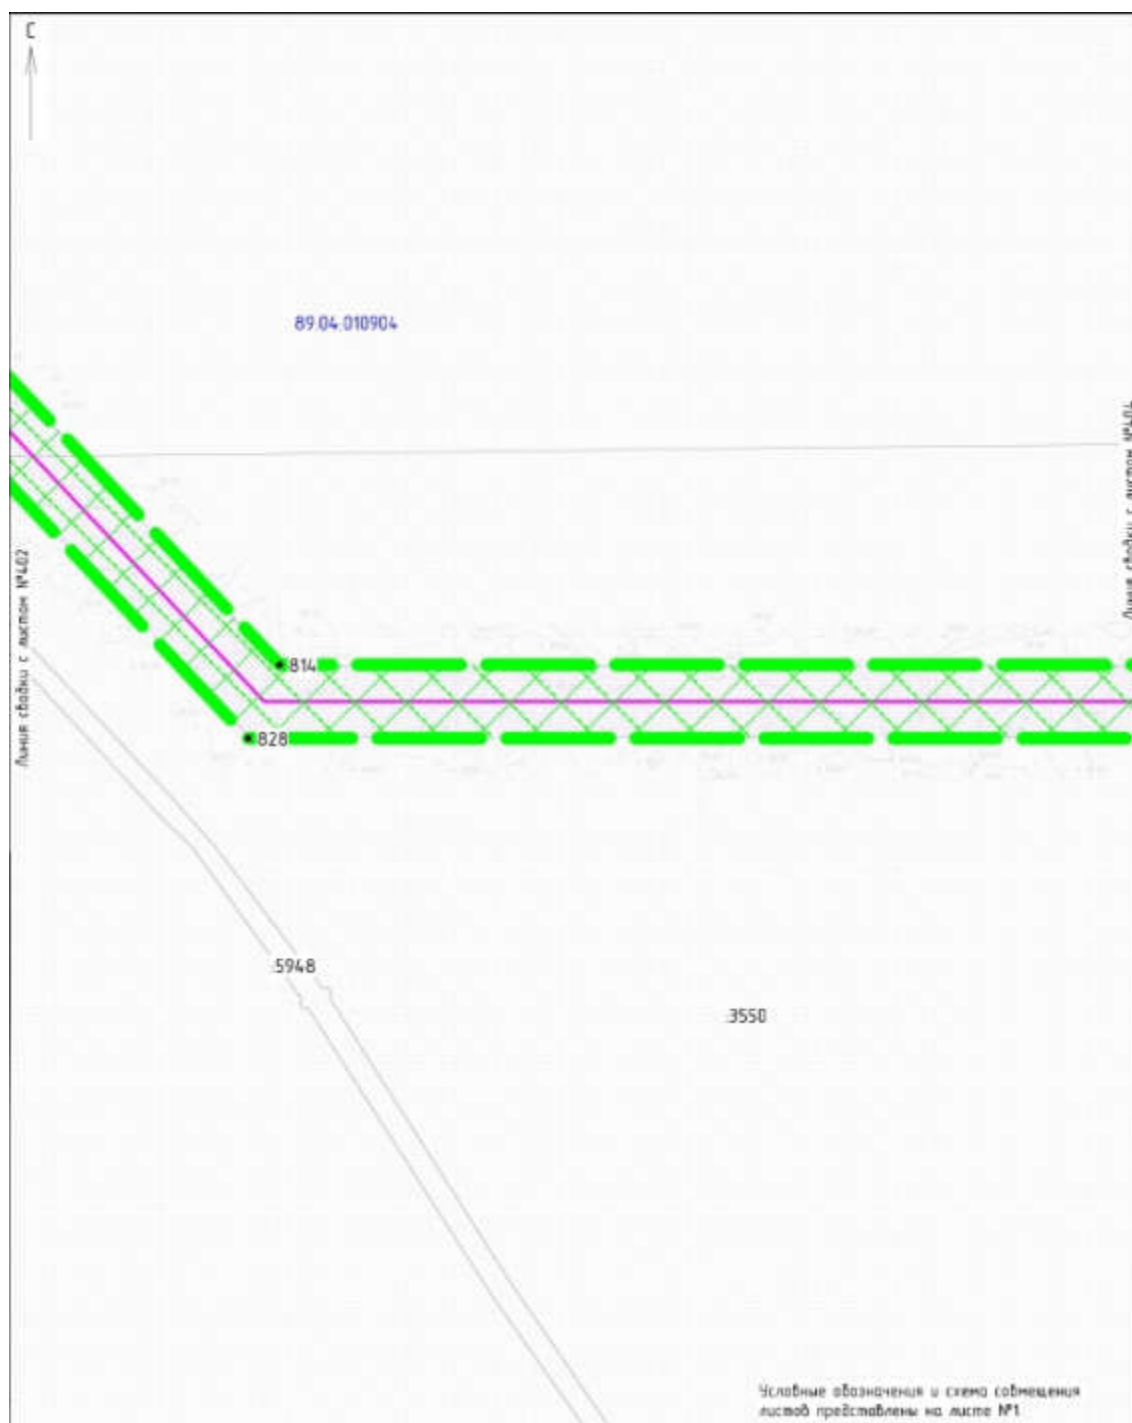 С
89:04:010904
Линия сводки с листом №402
814
828
:5948
:3550
Условные обозначения и схема совмещения
листов представлены на листе №1
Линия сводки с листом